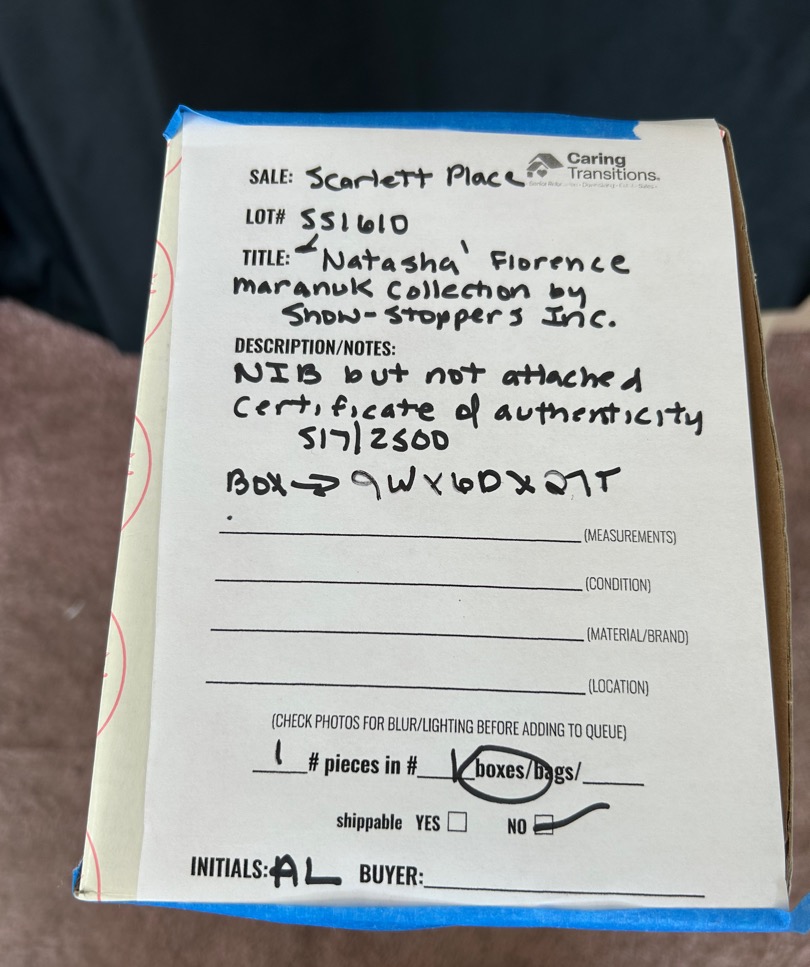 Caring
Transitions.
SALE: Scarlett Place
LOT# SS1610
TITLE: 'Natasha' Florence
maranuk Collection by
Show-Stoppers Inc.
DESCRIPTION/NOTES:
NIB but not attached
Certificate of authenticity
517/2500
Box → 9W x 6D x 27T
(MEASUREMENTS)
(CONDITION)
(MATERIAL/BRAND)
(LOCATION)
(CHECK PHOTOS FOR BLUR/LIGHTING BEFORE ADDING TO QUEUE)
1 # pieces in # 1 boxes/bags/
shippable YES NO
INITIALS: AL BUYER: